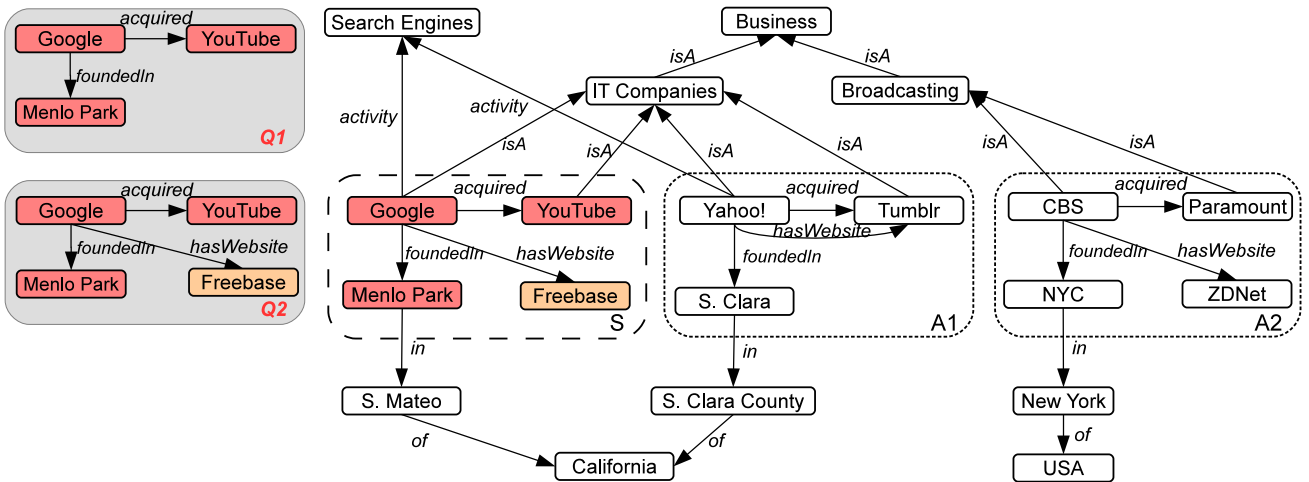 acquired
Google
YouTube
foundedIn
Menlo Park
Q1
acquired
Google
YouTube
foundedIn
hasWebsite
Menlo Park
Freebase
Q2
Search Engines
Business
isA
isA
IT Companies
Broadcasting
activity
activity
isA
isA
isA
isA
isA
isA
acquired
Google
YouTube
foundedIn
hasWebsite
Menlo Park
Freebase
S
acquired
Yahoo!
Tumblr
hasWebsite
foundedIn
S. Clara
A1
acquired
CBS
Paramount
foundedIn
hasWebsite
NYC
ZDNet
A2
in
in
in
S. Mateo
S. Clara County
New York
of
of
of
California
USA